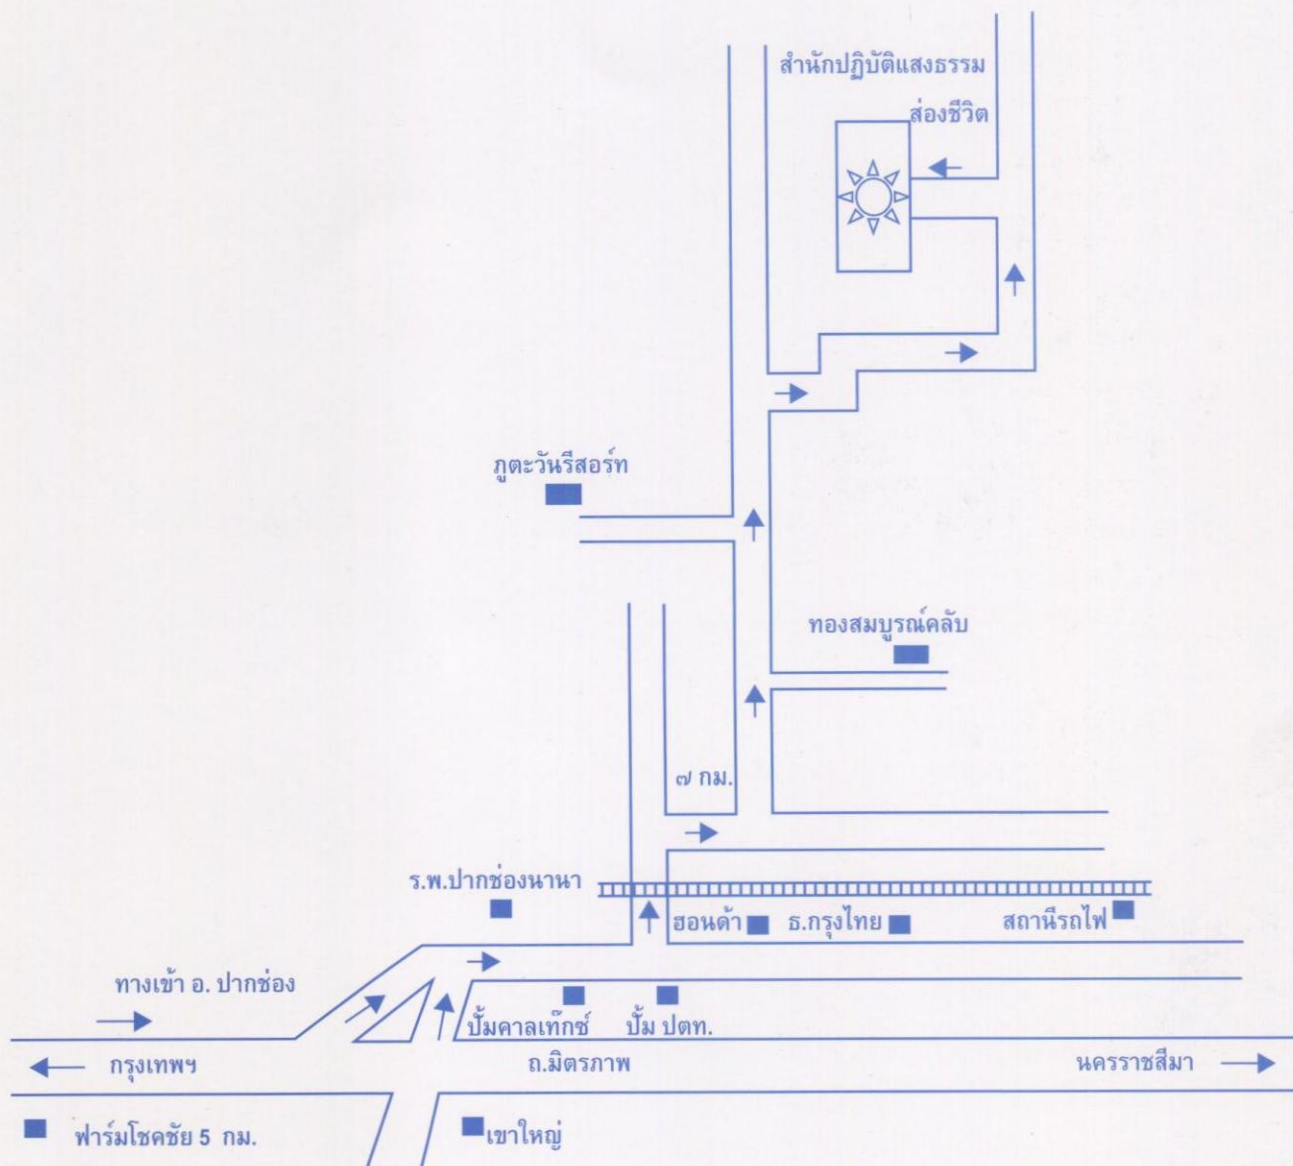 สำนักปฏิบัติแสงธรรม
ส่องชีวิต
ภูตะวันรีสอร์ท
ทองสมบูรณ์คลับ
๗ กม.
ร.พ.ปากช่องนานา
ฮอนด้า ธ.กรุงไทย สถานีรถไฟ
ทางเข้า อ. ปากช่อง
ปั้มคาลเท๊กซ์ ปั้ม ปตท.
กรุงเทพฯ ถ.มิตรภาพ นครราชสีมา
ฟาร์มโชคชัย 5 กม. เขาใหญ่